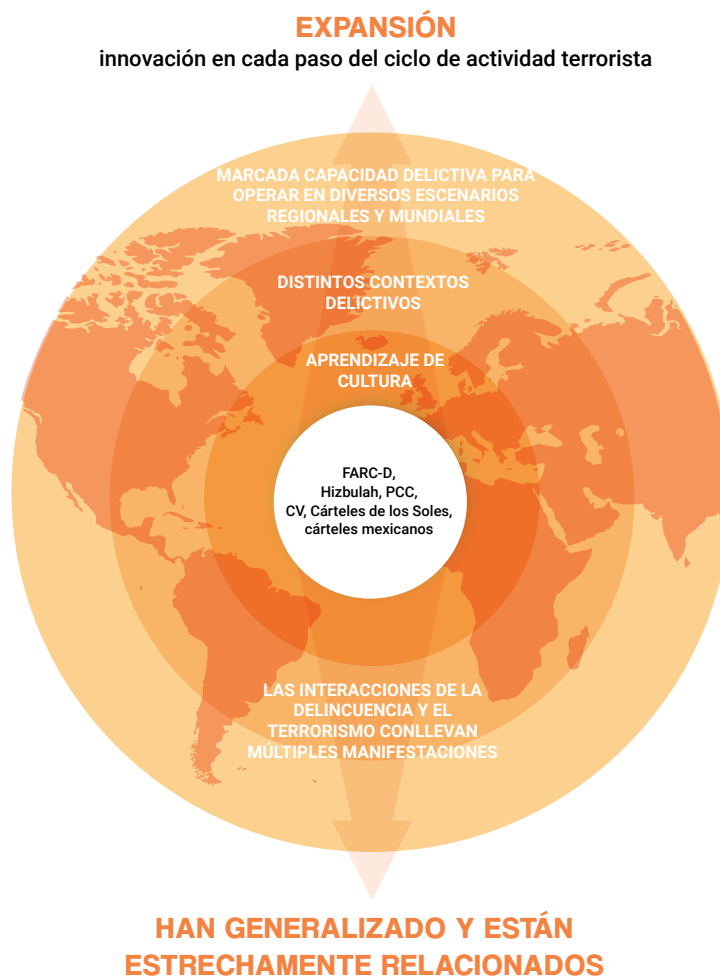 EXPANSIÓN
innovación en cada paso del ciclo de actividad terrorista
MARCADA CAPACIDAD DELICTIVA PARA
OPERAR EN DIVERSOS ESCENARIOS
REGIONALES Y MUNDIALES
DISTINTOS CONTEXTOS
DELICTIVOS
APRENDIZAJE DE
CULTURA
FARC-D,
Hizbulah, PCC,
CV, Cárteles de los Soles,
cárteles mexicanos
LAS INTERACCIONES DE LA
DELINCUENCIA Y EL
TERRORISMO CONLLEVAN
MÚLTIPLES MANIFESTACIONES
HAN GENERALIZADO Y ESTÁN
ESTRECHAMENTE RELACIONADOS